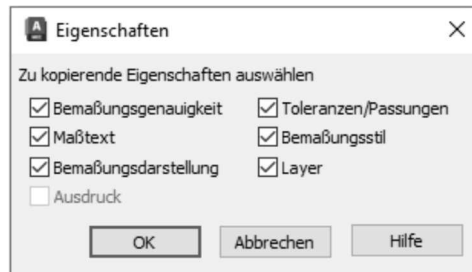 Eigenschaften
Zu kopierende Eigenschaften auswählen
Bemaßungsgenauigkeit Toleranzen/Passungen
Maßtext Bemaßungsstil
Bemaßungsdarstellung Layer
Ausdruck
OK Abbrechen Hilfe